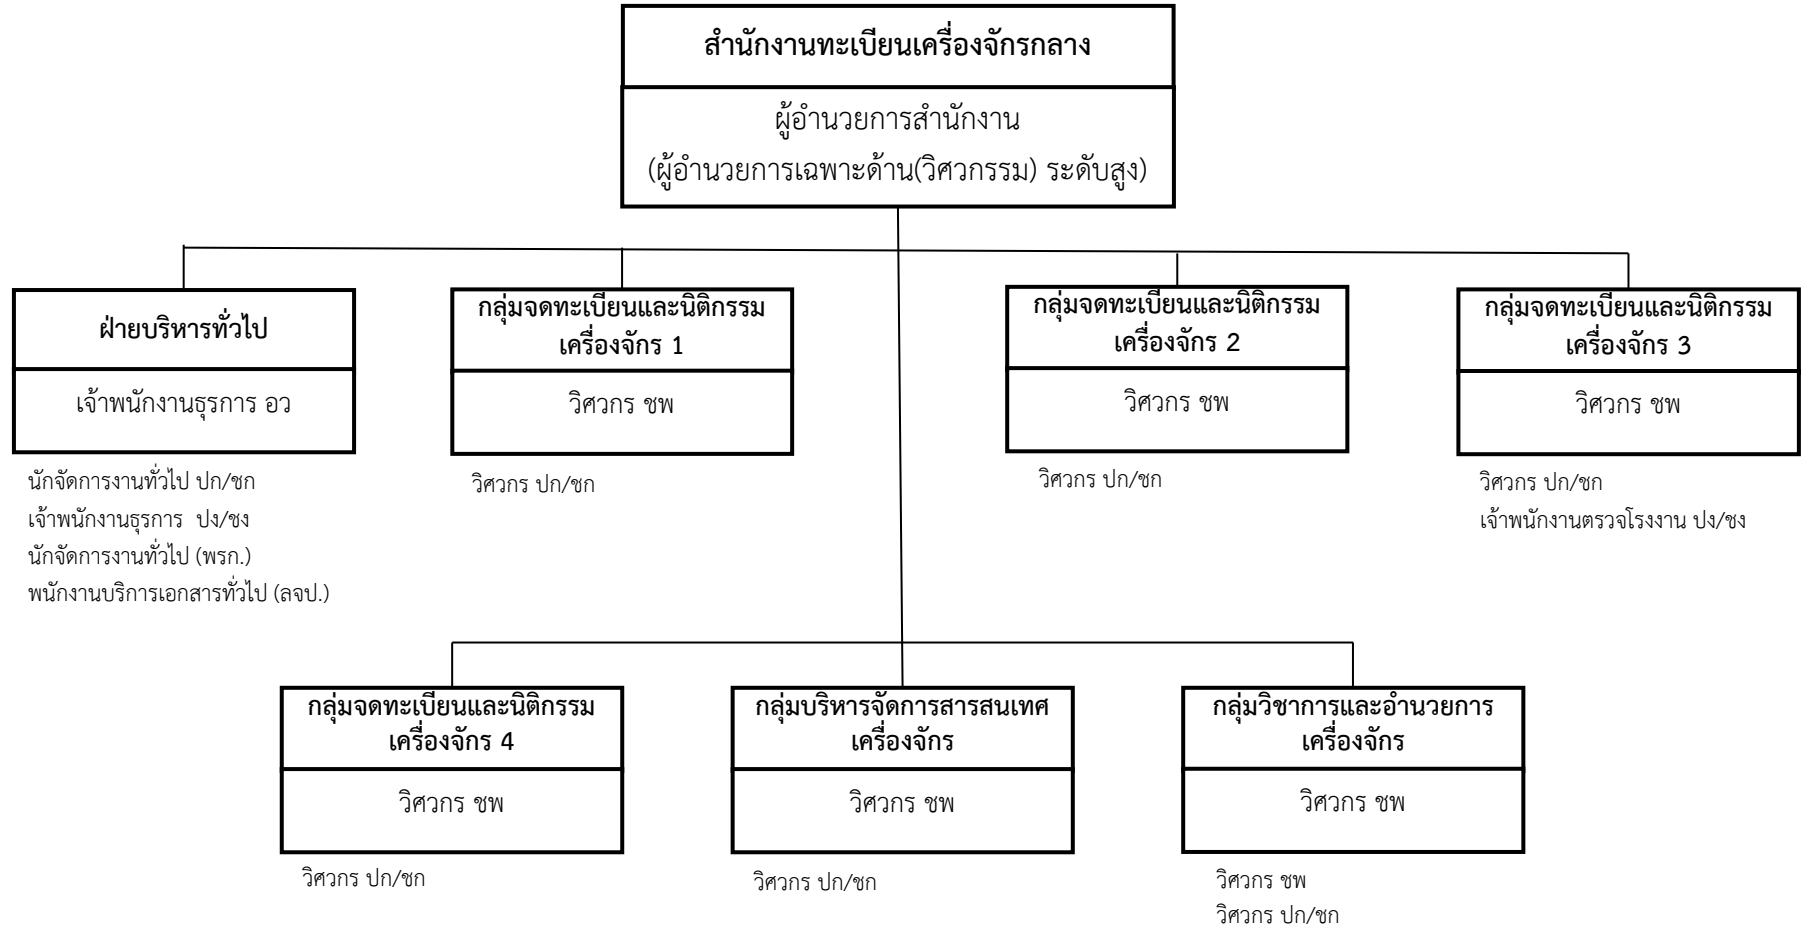 สำนักงานทะเบียนเครื่องจักรกลาง
ผู้อำนวยการสำนักงาน
(ผู้อำนวยการเฉพาะด้าน(วิศวกรรม) ระดับสูง)
ฝ่ายบริหารทั่วไป
เจ้าพนักงานธุรการ อว
นักจัดการงานทั่วไป ปก/ชก
เจ้าพนักงานธุรการ ปง/ชง
นักจัดการงานทั่วไป (พรก.)
พนักงานบริการเอกสารทั่วไป (ลจป.)
กลุ่มจดทะเบียนและนิติกรรม
เครื่องจักร 1
วิศวกร ชพ
วิศวกร ปก/ชก
กลุ่มจดทะเบียนและนิติกรรม
เครื่องจักร 2
วิศวกร ชพ
วิศวกร ปก/ชก
กลุ่มจดทะเบียนและนิติกรรม
เครื่องจักร 3
วิศวกร ชพ
วิศวกร ปก/ชก
เจ้าพนักงานตรวจโรงงาน ปง/ชง
กลุ่มจดทะเบียนและนิติกรรม
เครื่องจักร 4
วิศวกร ชพ
วิศวกร ปก/ชก
กลุ่มบริหารจัดการสารสนเทศ
เครื่องจักร
วิศวกร ชพ
วิศวกร ปก/ชก
กลุ่มวิชาการและอำนวยการ
เครื่องจักร
วิศวกร ชพ
วิศวกร ชพ
วิศวกร ปก/ชก